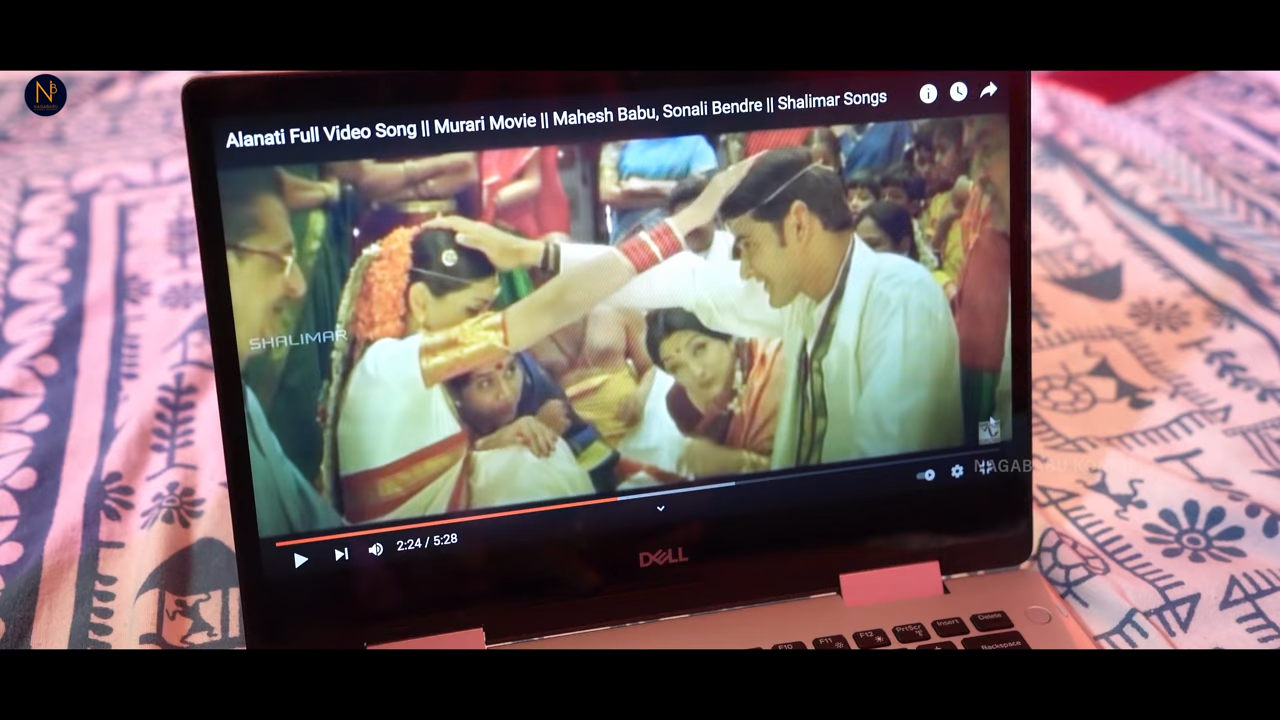 Alanati Full Video Song || Murari Movie || Mahesh Babu, Sonali Bendre || Shalimar Songs
SHALIMAR
2:24 / 5:28
DELL
F10
F11
F12
PrtScr
Insert
Delete
Backspace